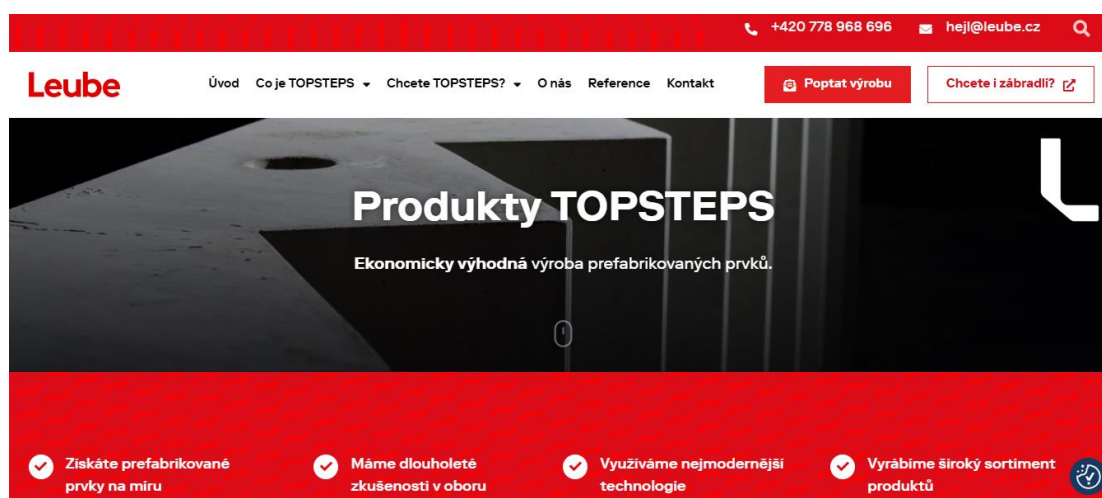 +420 778 968 696 hejl@leube.cz
Leube Úvod Co je TOPSTEPS Chcete TOPSTEPS? O nás Reference Kontakt Poptat výrobu Chcete i zábradlí?
Produkty TOPSTEPS
Ekonomicky výhodná výroba prefabrikovaných prvků.
Získáte prefabrikované
prvky na míru
Máme dlouholeté
zkušenosti v oboru
Využíváme nejmodernější
technologie
Vyrábíme široký sortiment
produktů